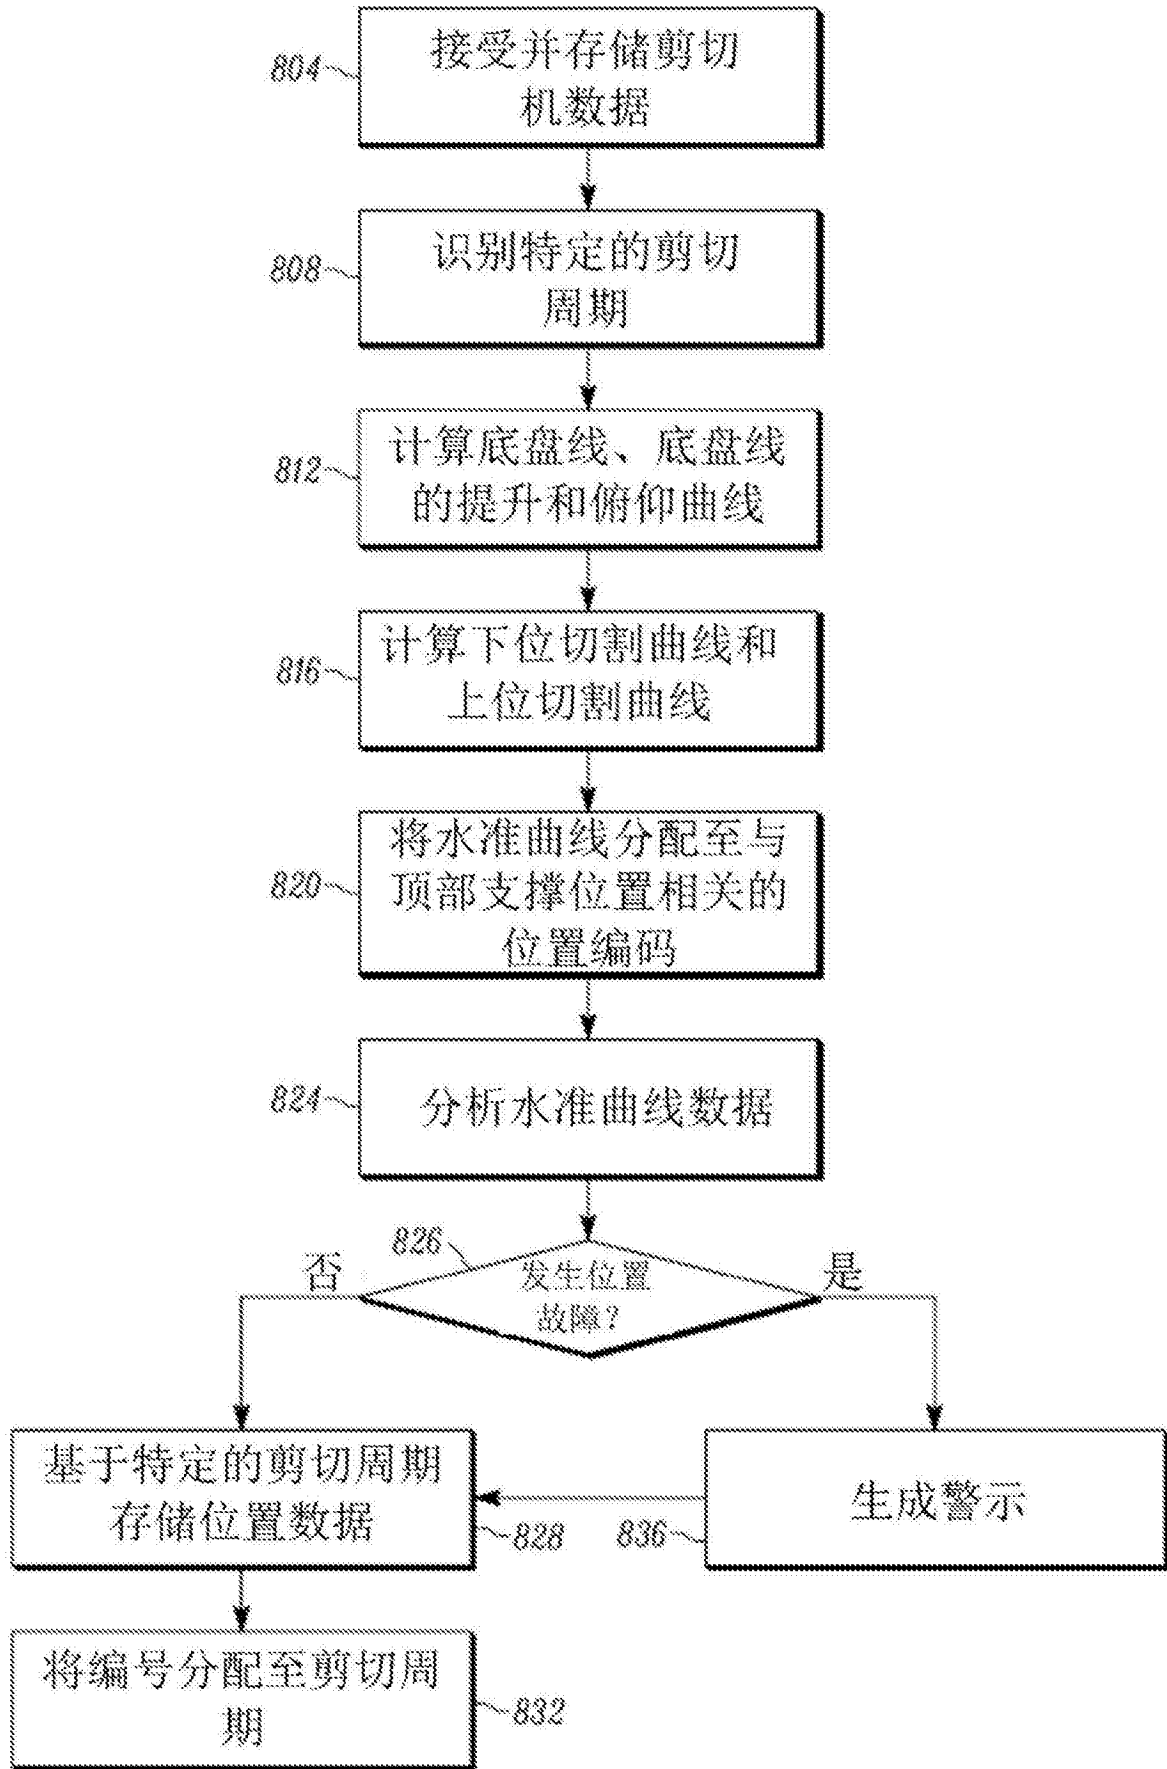 804
接受并存储剪切
机数据
808
识别特定的剪切
周期
812
计算底盘线、底盘线
的提升和俯仰曲线
816
计算下位切割曲线和
上位切割曲线
820
将水准曲线分配至与
顶部支撑位置相关的
位置编码
824
分析水准曲线数据
826
发生位置
故障?
否
是
基于特定的剪切周期
存储位置数据
828
836
生成警示
将编号分配至剪切周
期
832